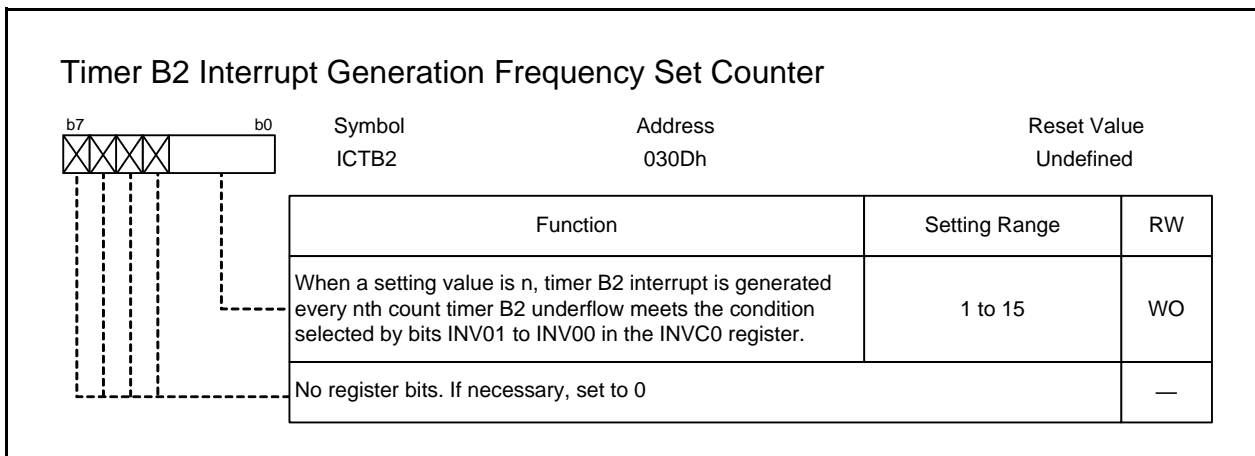 Timer B2 Interrupt Generation Frequency Set Counter
b7 b0 Symbol Address Reset Value
ICTB2 030Dh Undefined
Function Setting Range RW
When a setting value is n, timer B2 interrupt is generated
every nth count timer B2 underflow meets the condition
selected by bits INV01 to INV00 in the INVC0 register.
1 to 15 WO
No register bits. If necessary, set to 0 —